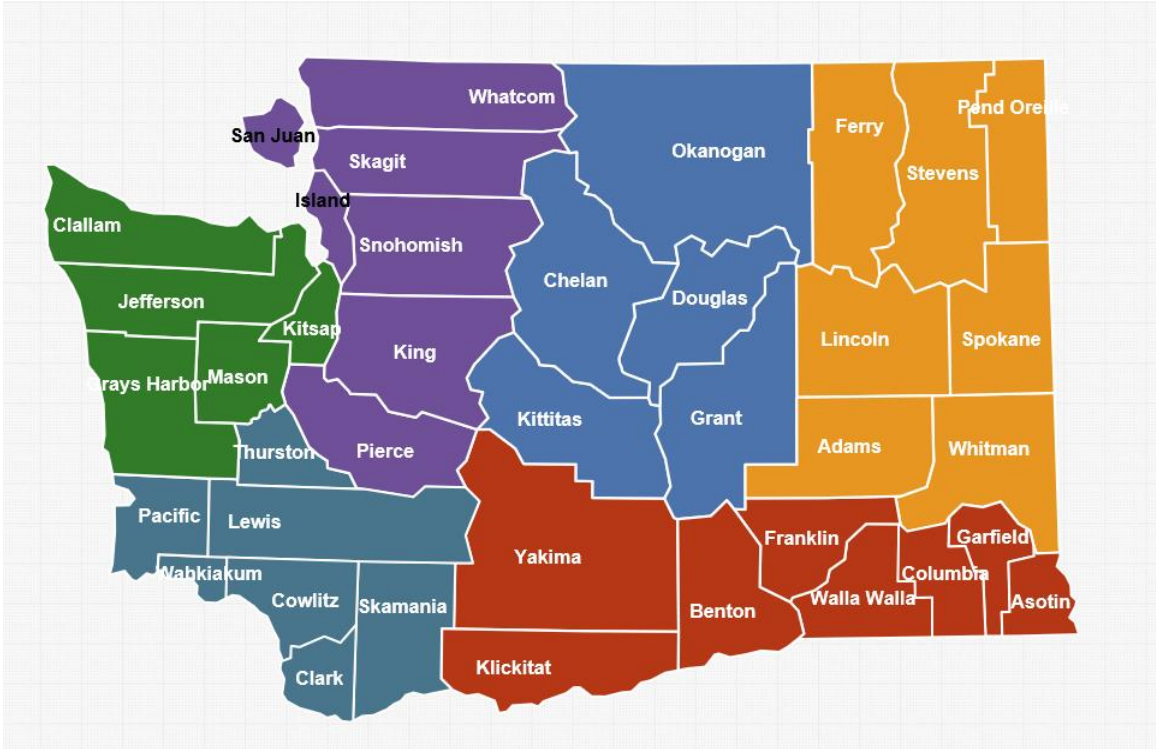 Whatcom
Pend Oreille
Ferry
San Juan
Okanogan
Skagit
Stevens
Island
Clallam
Snohomish
Chelan
Jefferson
Douglas
Kitsap
Lincoln
Spokane
King
Mason
Grays Harbor
Kittitas
Grant
Adams
Whitman
Thurston
Pierce
Pacific
Lewis
Franklin
Garfield
Yakima
Wahkiakum
Columbia
Cowlitz
Skamania
Walla Walla
Asotin
Benton
Klickitat
Clark